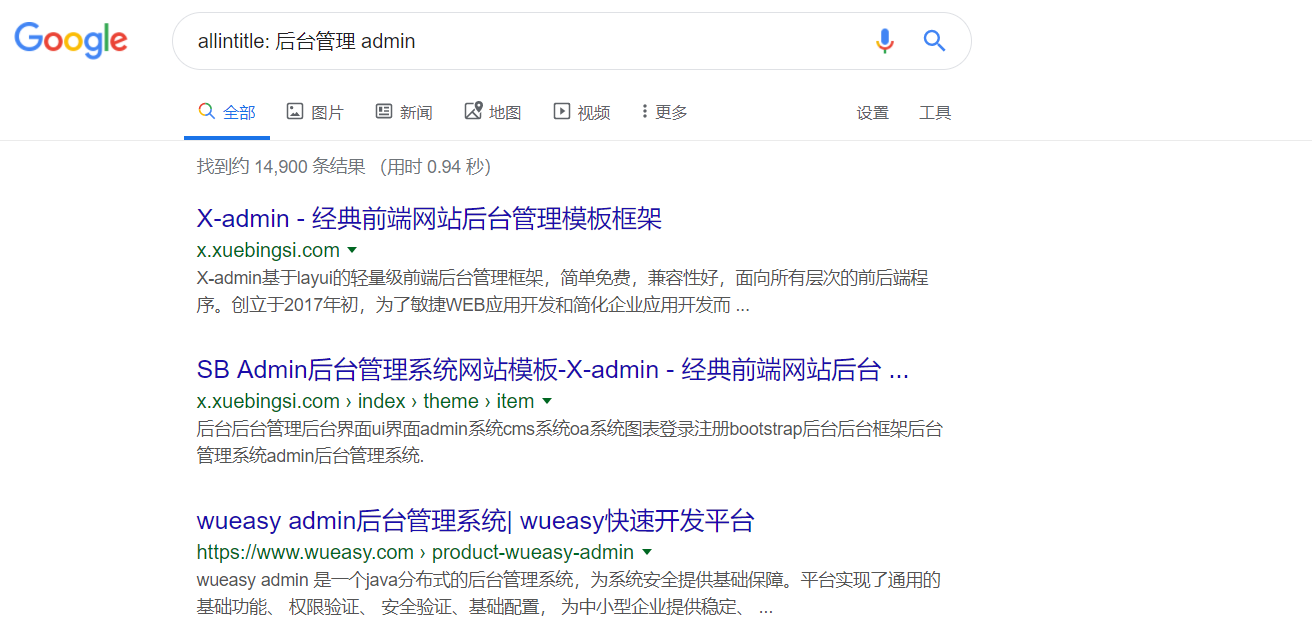 Google
allintitle: 后台管理 admin
全部 图片 新闻 地图 视频 更多 设置 工具
找到约 14,900 条结果 （用时 0.94 秒）
X-admin - 经典前端网站后台管理模板框架
x.xuebingsi.com
X-admin基于layui的轻量级前端后台管理框架，简单免费，兼容性好，面向所有层次的前后端程
序。创立于2017年初，为了敏捷WEB应用开发和简化企业应用开发而 ...
SB Admin后台管理系统网站模板-X-admin - 经典前端网站后台 ...
x.xuebingsi.com › index › theme › item
后台后台管理后台界面ui界面admin系统cms系统oa系统图表登录注册bootstrap后台后台框架后台
管理系统admin后台管理系统.
wueasy admin后台管理系统| wueasy快速开发平台
https://www.wueasy.com › product-wueasy-admin
wueasy admin 是一个java分布式的后台管理系统，为系统安全提供基础保障。平台实现了通用的
基础功能、 权限验证、 安全验证、基础配置， 为中小型企业提供稳定、 ...